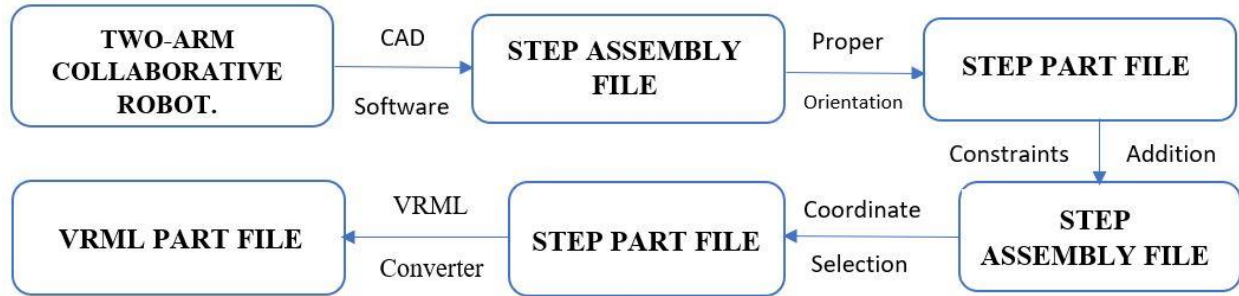 TWO-ARM
COLLABORATIVE
ROBOT.
CAD
Software
STEP ASSEMBLY
FILE
Proper
Orientation
STEP PART FILE
Constraints
Addition
STEP
ASSEMBLY FILE
Coordinate
Selection
STEP PART FILE
VRML
Converter
VRML PART FILE